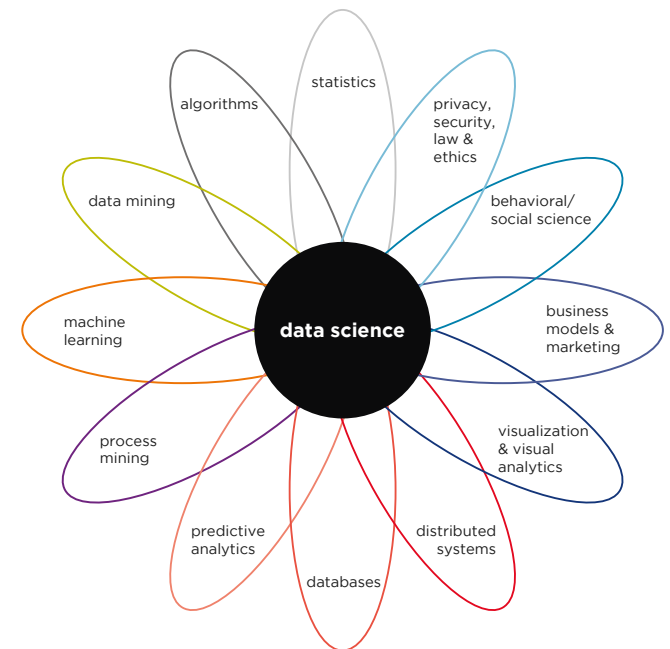 statistics
privacy,
security,
law &
ethics
behavioral/
social science
business
models &
marketing
visualization
& visual
analytics
distributed
systems
databases
predictive
analytics
process
mining
machine
learning
data mining
algorithms
data science